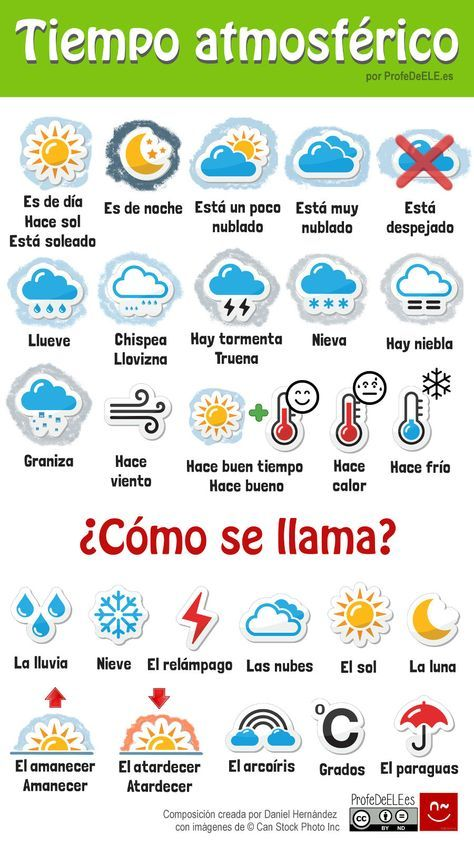 Tiempo atmosférico
por ProfeDeELE.es
Es de día
Hace sol
Está soleado
Es de noche
Está un poco
nublado
Está muy
nublado
Está
despejado
Llueve
Chispea
Llovizna
Hay tormenta
Truena
Nieva
Hay niebla
Graniza
Hace
viento
Hace buen tiempo
Hace bueno
Hace
calor
Hace frío
¿Cómo se llama?
La lluvia
Nieve
El relámpago
Las nubes
El sol
La luna
El amanecer
Amanecer
El atardecer
Atardecer
El arcoíris
°C
Grados
El paraguas
Composición creada por Daniel Hernández
con imágenes de © Can Stock Photo Inc
ProfeDeELE.es
CC BY ND